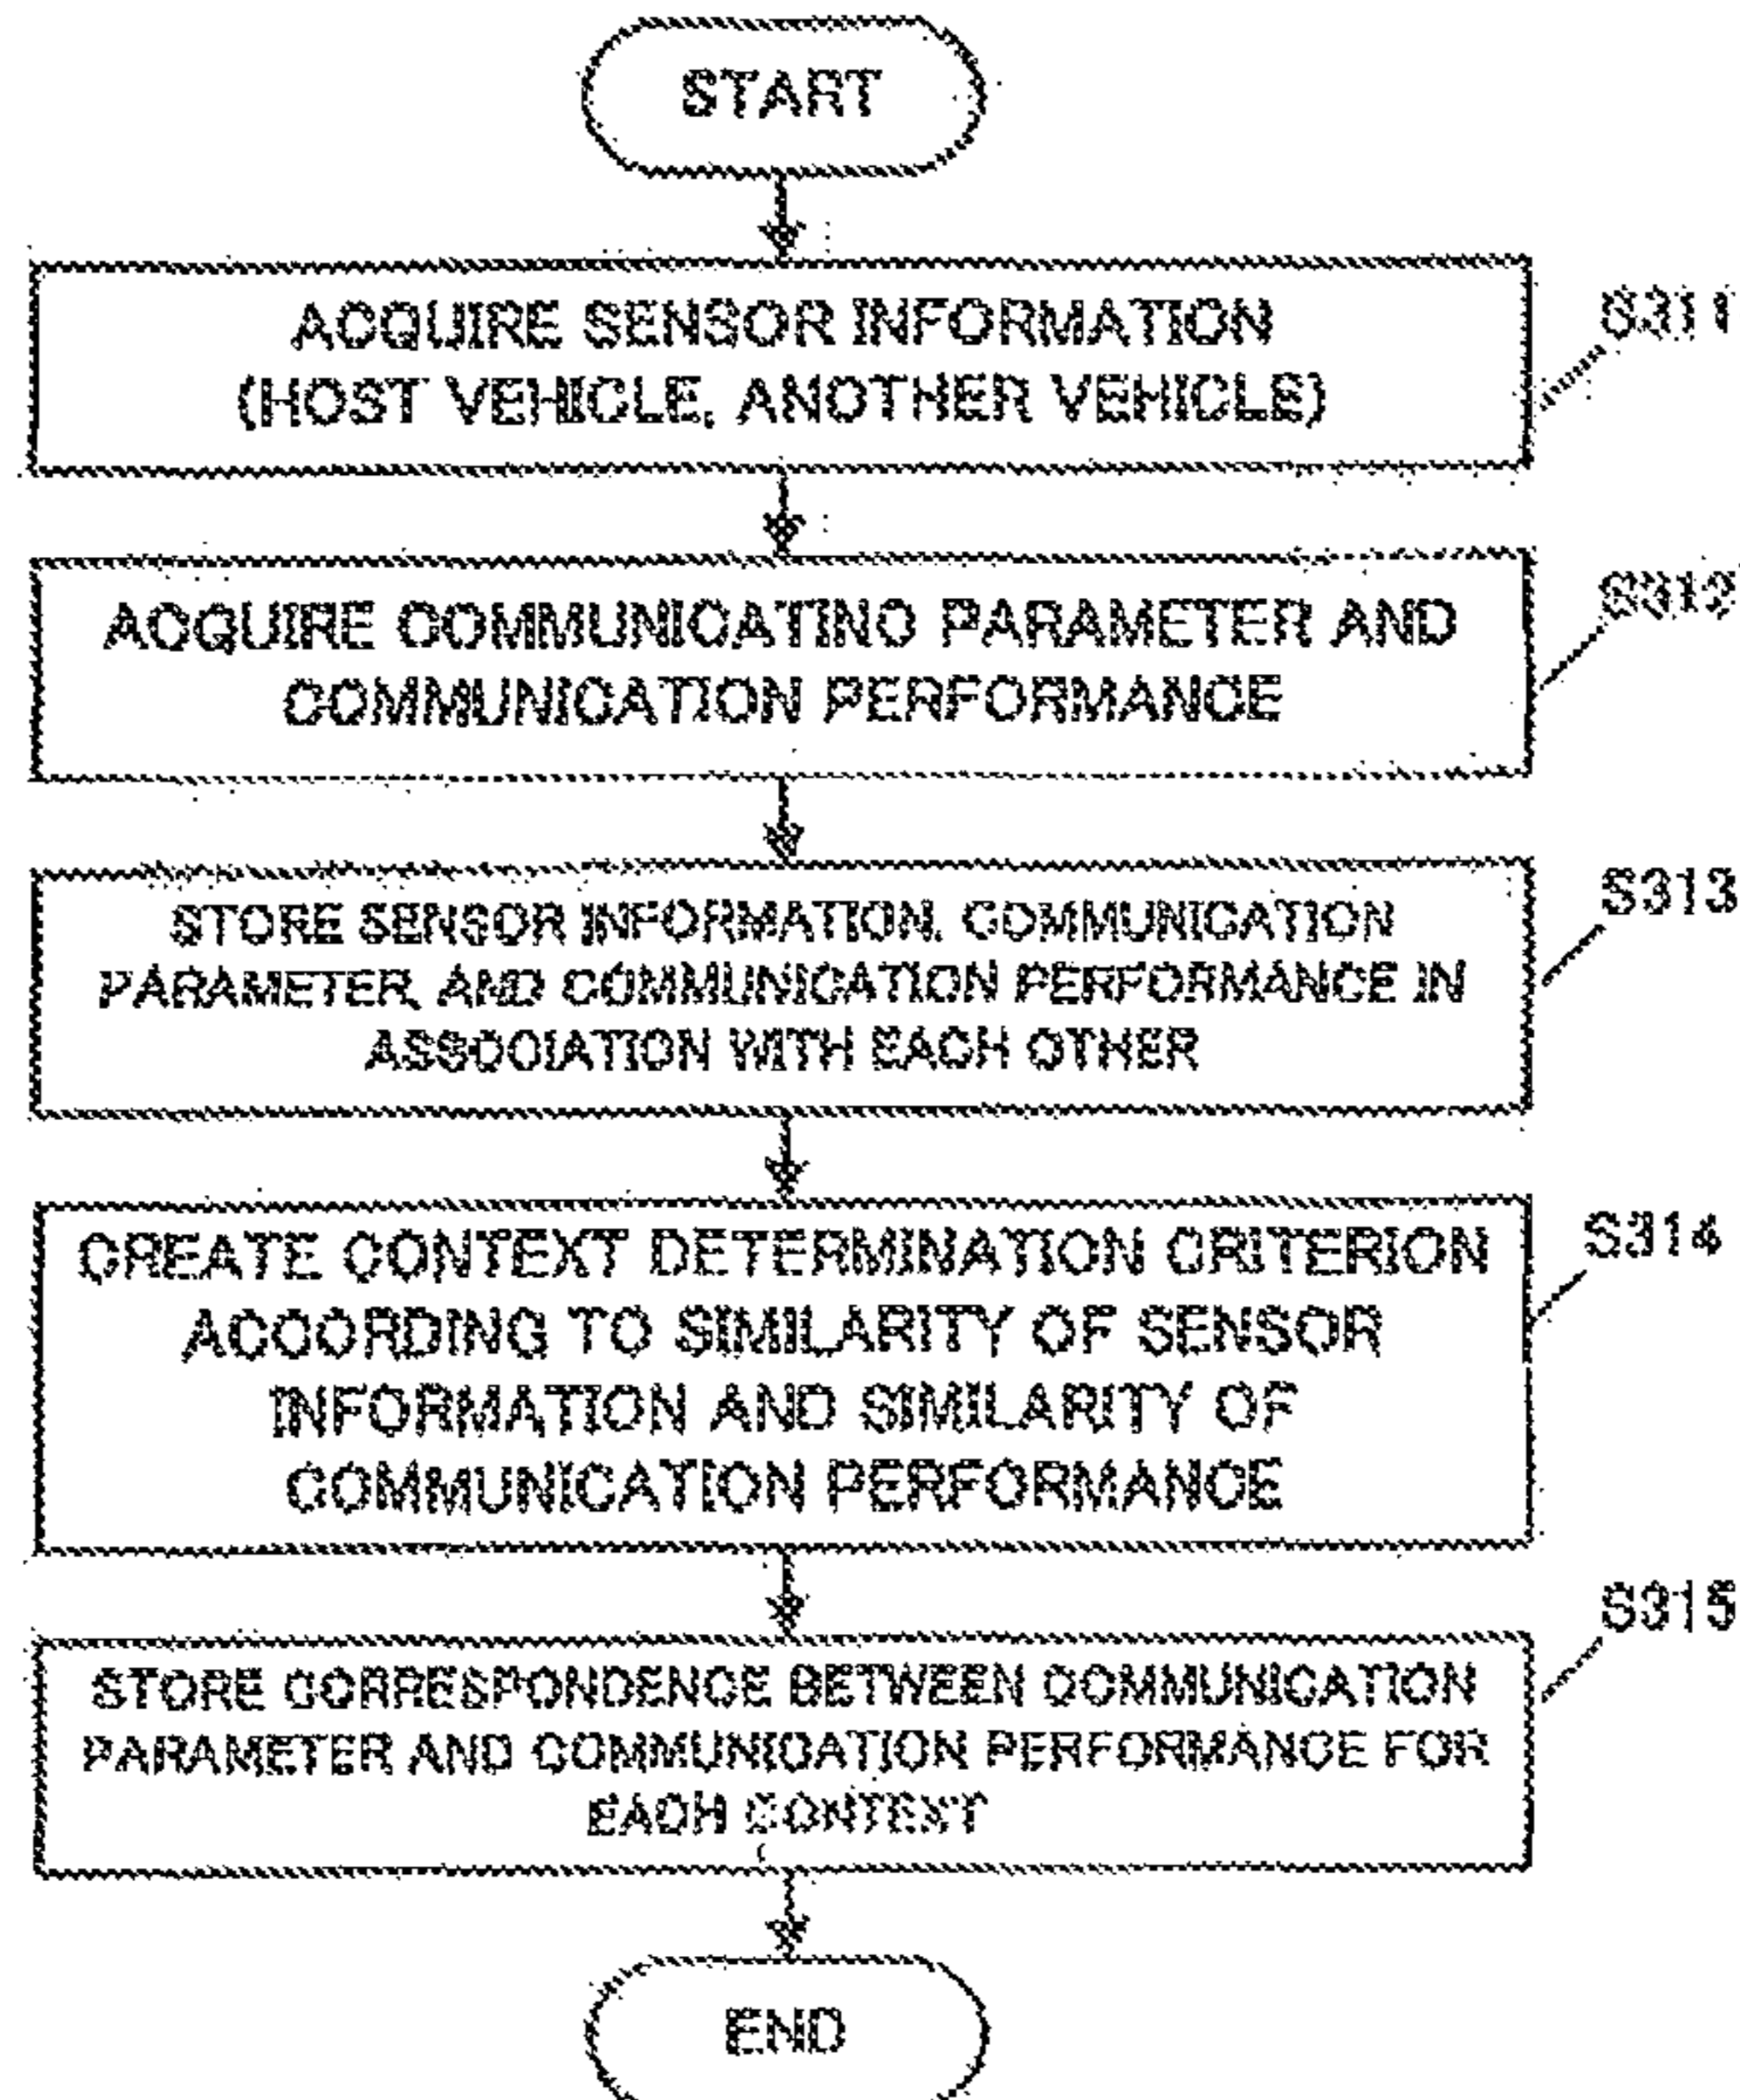 START
ACQUIRE SENSOR INFORMATION
(HOST VEHICLE, ANOTHER VEHICLE)
S311
ACQUIRE COMMUNICATING PARAMETER AND
COMMUNICATION PERFORMANCE
S312
STORE SENSOR INFORMATION, COMMUNICATION
PARAMETER, AND COMMUNICATION PERFORMANCE IN
ASSOCIATION WITH EACH OTHER
S313
CREATE CONTEXT DETERMINATION CRITERION
ACCORDING TO SIMILARITY OF SENSOR
INFORMATION AND SIMILARITY OF
COMMUNICATION PERFORMANCE
S314
STORE CORRESPONDENCE BETWEEN COMMUNICATION
PARAMETER AND COMMUNICATION PERFORMANCE FOR
EACH CONTEXT
S315
END